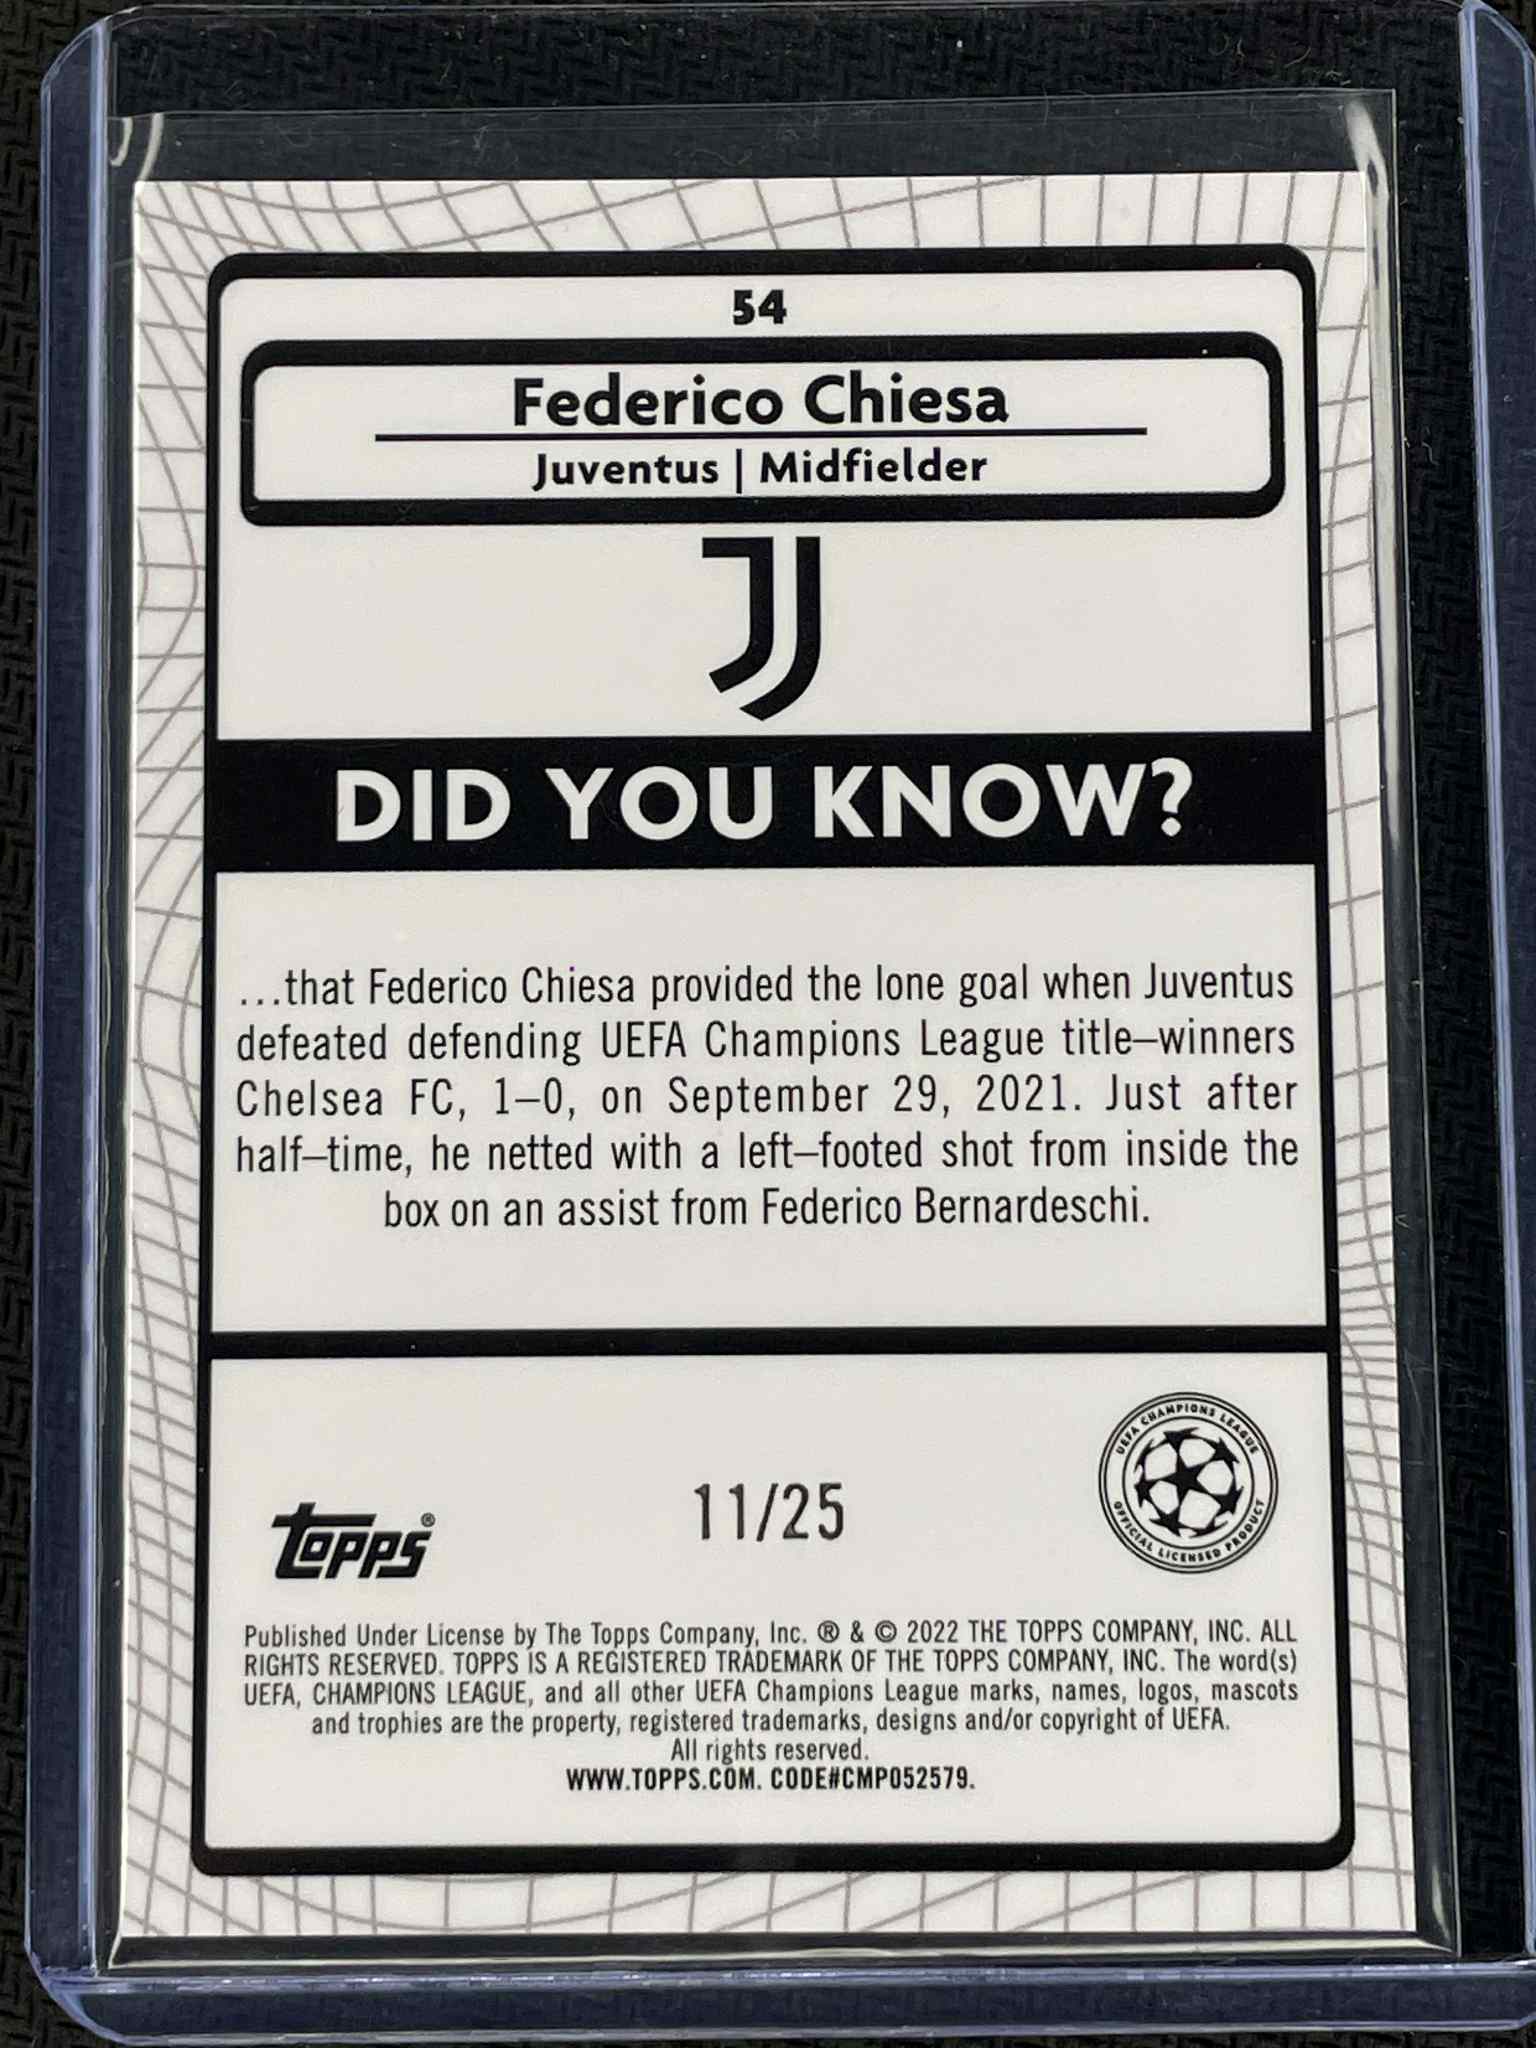 54
Federico Chiesa
Juventus | Midfielder
DID YOU KNOW?
...that Federico Chiesa provided the lone goal when Juventus
defeated defending UEFA Champions League title–winners
Chelsea FC, 1–0, on September 29, 2021. Just after
half–time, he netted with a left–footed shot from inside the
box on an assist from Federico Bernardeschi.
UEFA CHAMPIONS LEAGUE
OFFICIAL LICENSED PRODUCT
topps®
11/25
Published Under License by The Topps Company, Inc. ® & © 2022 THE TOPPS COMPANY, INC. ALL
RIGHTS RESERVED. TOPPS IS A REGISTERED TRADEMARK OF THE TOPPS COMPANY, INC. The word(s)
UEFA, CHAMPIONS LEAGUE, and all other UEFA Champions League marks, names, logos, mascots
and trophies are the property, registered trademarks, designs and/or copyright of UEFA.
All rights reserved.
WWW.TOPPS.COM. CODE#CMP052579.